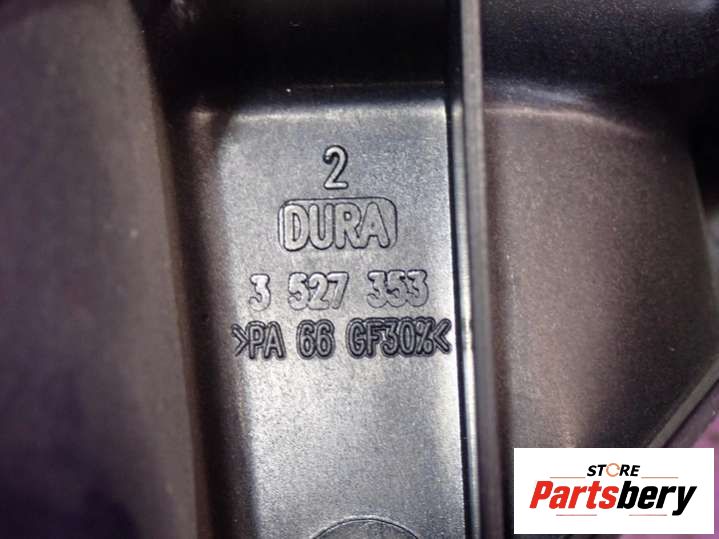 2
DURA
3 527 353
>PA 66 GF30%<
STORE
Partsbery